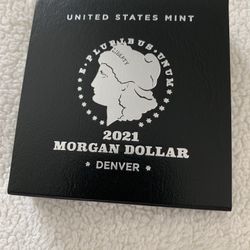 UNITED STATES MINT
E·PLURIBUS·UNUM
LIBERTY
2021
MORGAN DOLLAR
* DENVER *